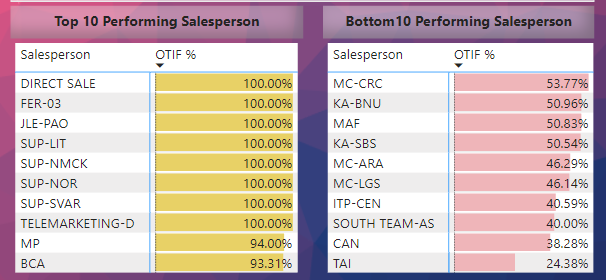 Top 10 Performing Salesperson
Salesperson OTIF %
DIRECT SALE 100.00%
FER-03 100.00%
JLE-PAO 100.00%
SUP-LIT 100.00%
SUP-NMCK 100.00%
SUP-NOR 100.00%
SUP-SVAR 100.00%
TELEMARKETING-D 100.00%
MP 94.00%
BCA 93.31%
Bottom10 Performing Salesperson
Salesperson OTIF %
MC-CRC 53.77%
KA-BNU 50.96%
MAF 50.83%
KA-SBS 50.54%
MC-ARA 46.29%
MC-LGS 46.14%
ITP-CEN 40.59%
SOUTH TEAM-AS 40.00%
CAN 38.28%
TAI 24.38%